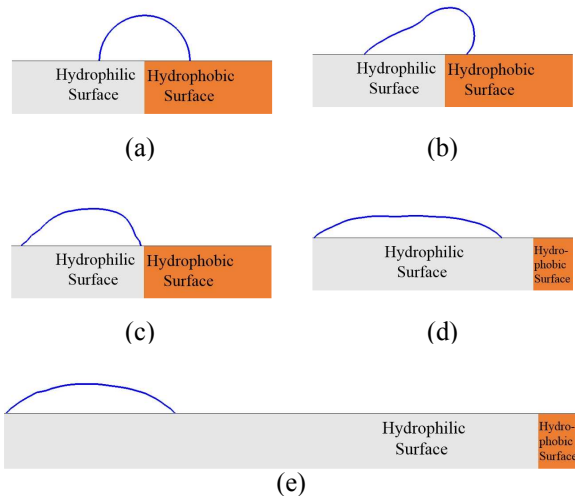 Hydrophilic Surface
Hydrophobic Surface
(a)
Hydrophilic Surface
Hydrophobic Surface
(b)
Hydrophilic Surface
Hydrophobic Surface
(c)
Hydrophilic
Surface
Hydro-
phobic
Surface
(d)
Hydrophilic
Surface
Hydro-
phobic
Surface
(e)